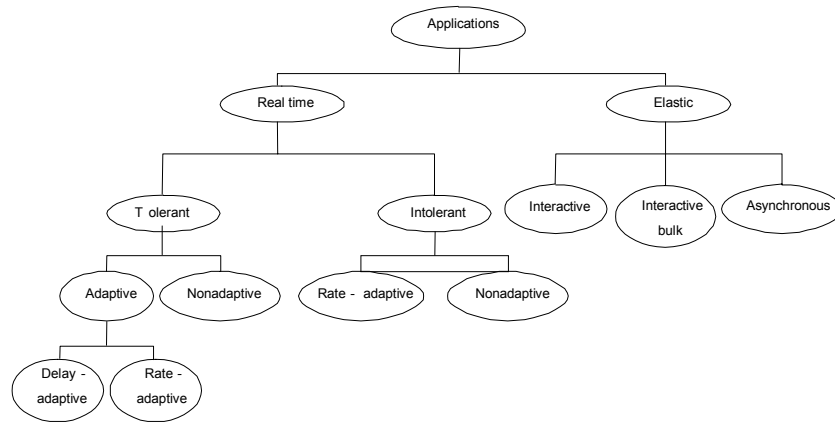 Applications
Real time
Elastic
T olerant
Intolerant
Interactive
Interactive
bulk
Asynchronous
Adaptive
Nonadaptive
Rate - adaptive
Nonadaptive
Delay -
adaptive
Rate -
adaptive